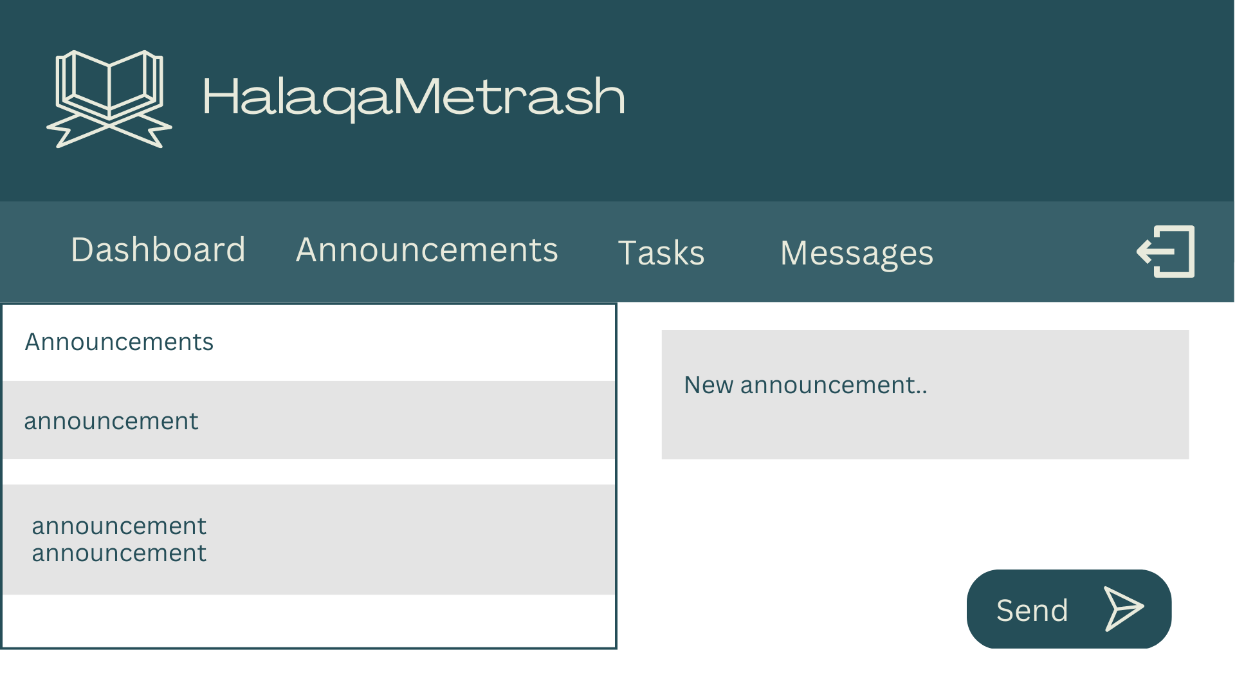 HalaqaMetrash
Dashboard Announcements Tasks Messages
Announcements
announcement
announcement
announcement
New announcement..
Send